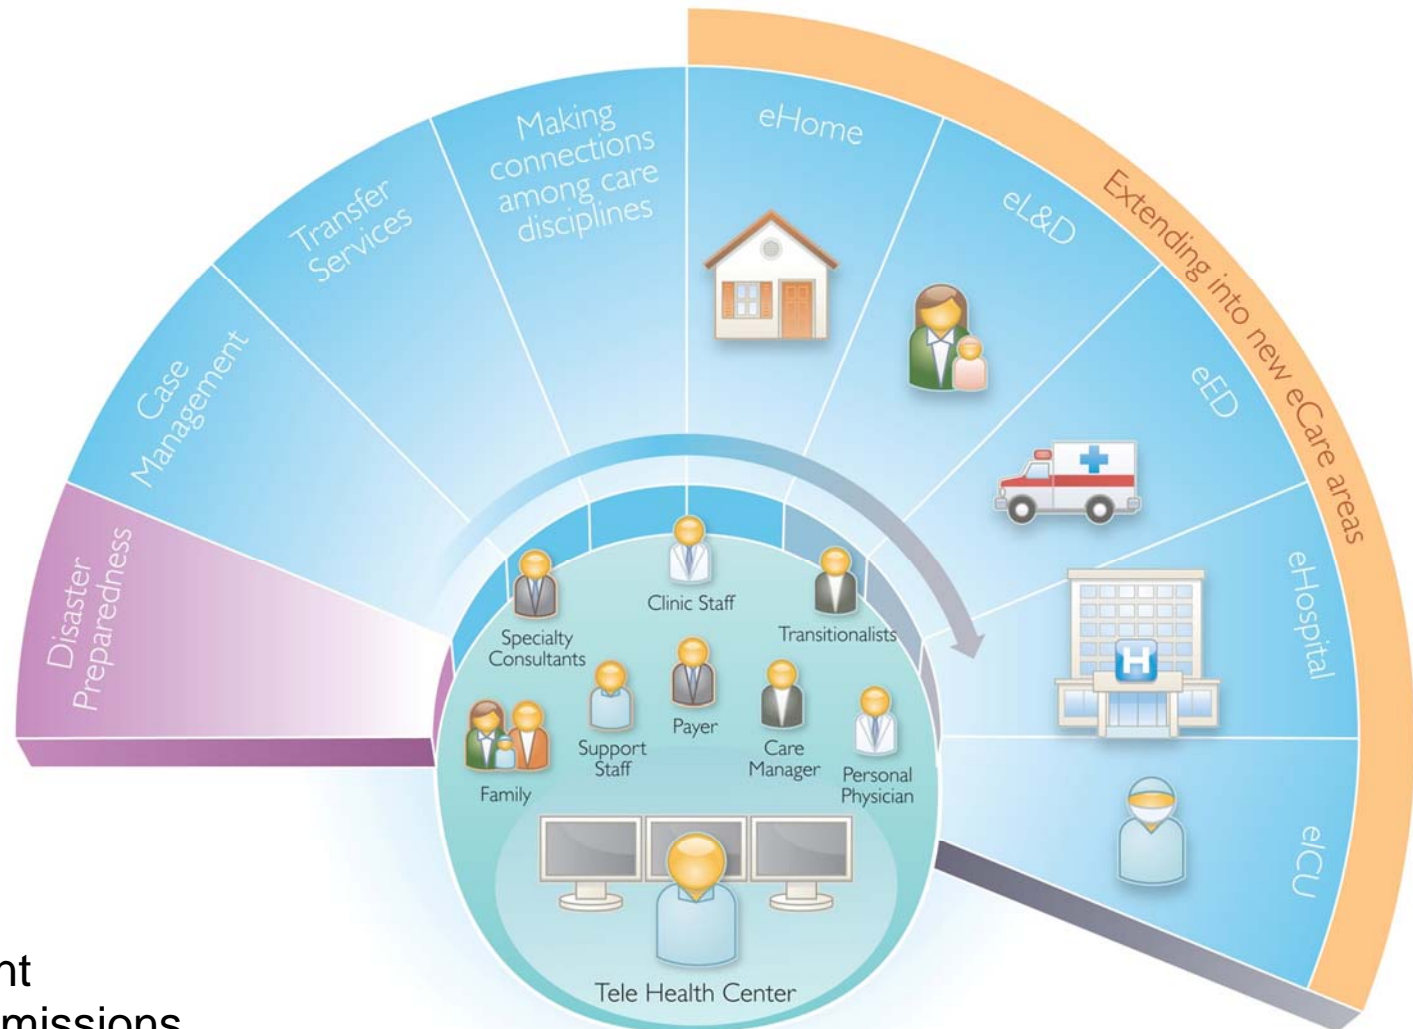 Making
connections
among care
disciplines
eHome
eL&D
Extending into new eCare areas
Transfer
Services
eED
Case
Management
eHospital
Disaster
Preparedness
eICU
Clinic Staff
Specialty
Consultants
Transitionalists
H
Payer
Support
Staff
Care
Manager
Personal
Physician
Family
Tele Health Center